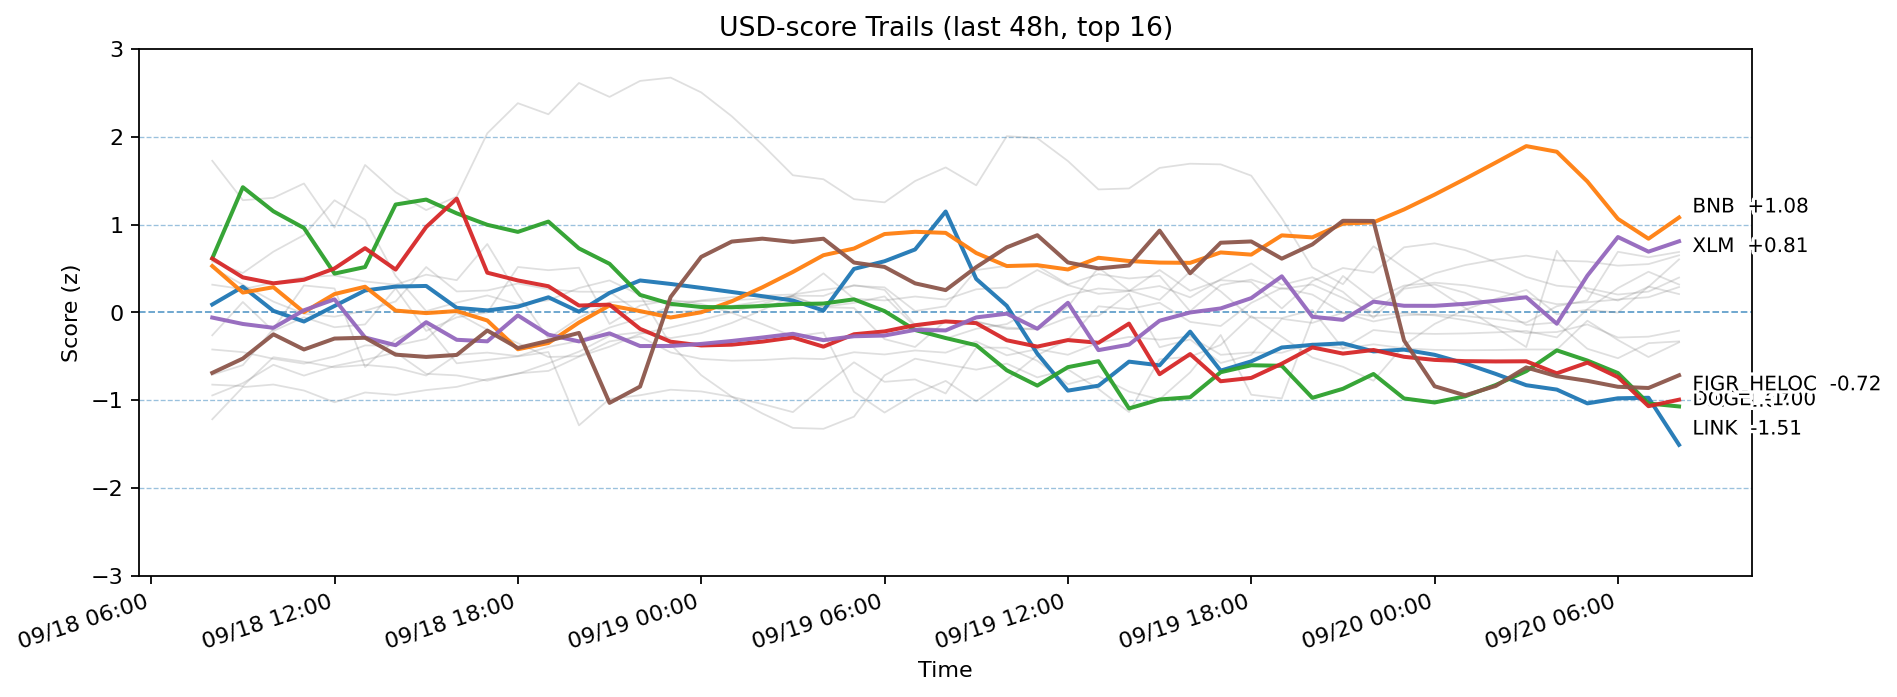 USD-score Trails (last 48h, top 16)
Score (z)
3
2
1
0
−1
−2
−3
BNB +1.08
XLM +0.81
FIGR_HELOC -0.72
DOGE -1.00
LINK -1.51
09/18 06:00
09/18 12:00
09/18 18:00
09/19 00:00
09/19 06:00
09/19 12:00
09/19 18:00
09/20 00:00
09/20 06:00
Time